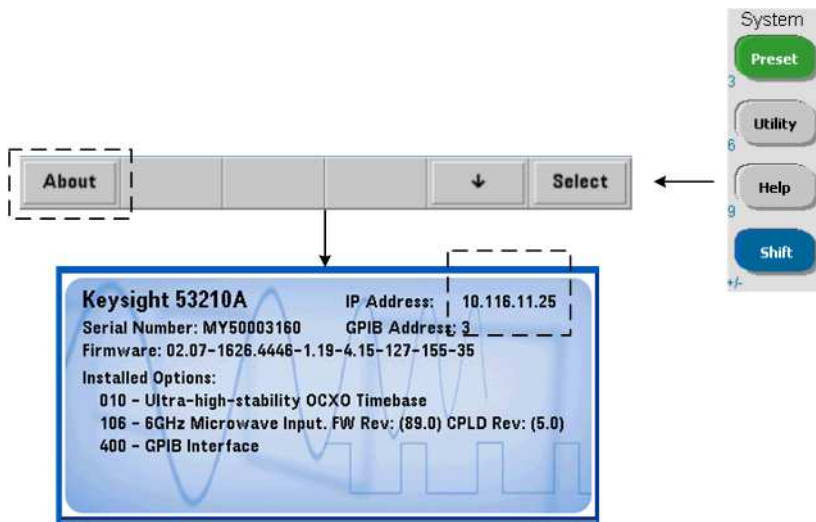 System
Preset
3
Utility
6
Help
9
Shift
+/-
About
↓ Select
Keysight 53210A
IP Address: 10.116.11.25
Serial Number: MY50003160 GPIB Address: 3
Firmware: 02.07-1626.4446-1.19-4.15-127-155-35
Installed Options:
010 - Ultra-high-stability OCXO Timebase
106 - 6GHz Microwave Input. FW Rev: (89.0) CPLD Rev: (5.0)
400 - GPIB Interface